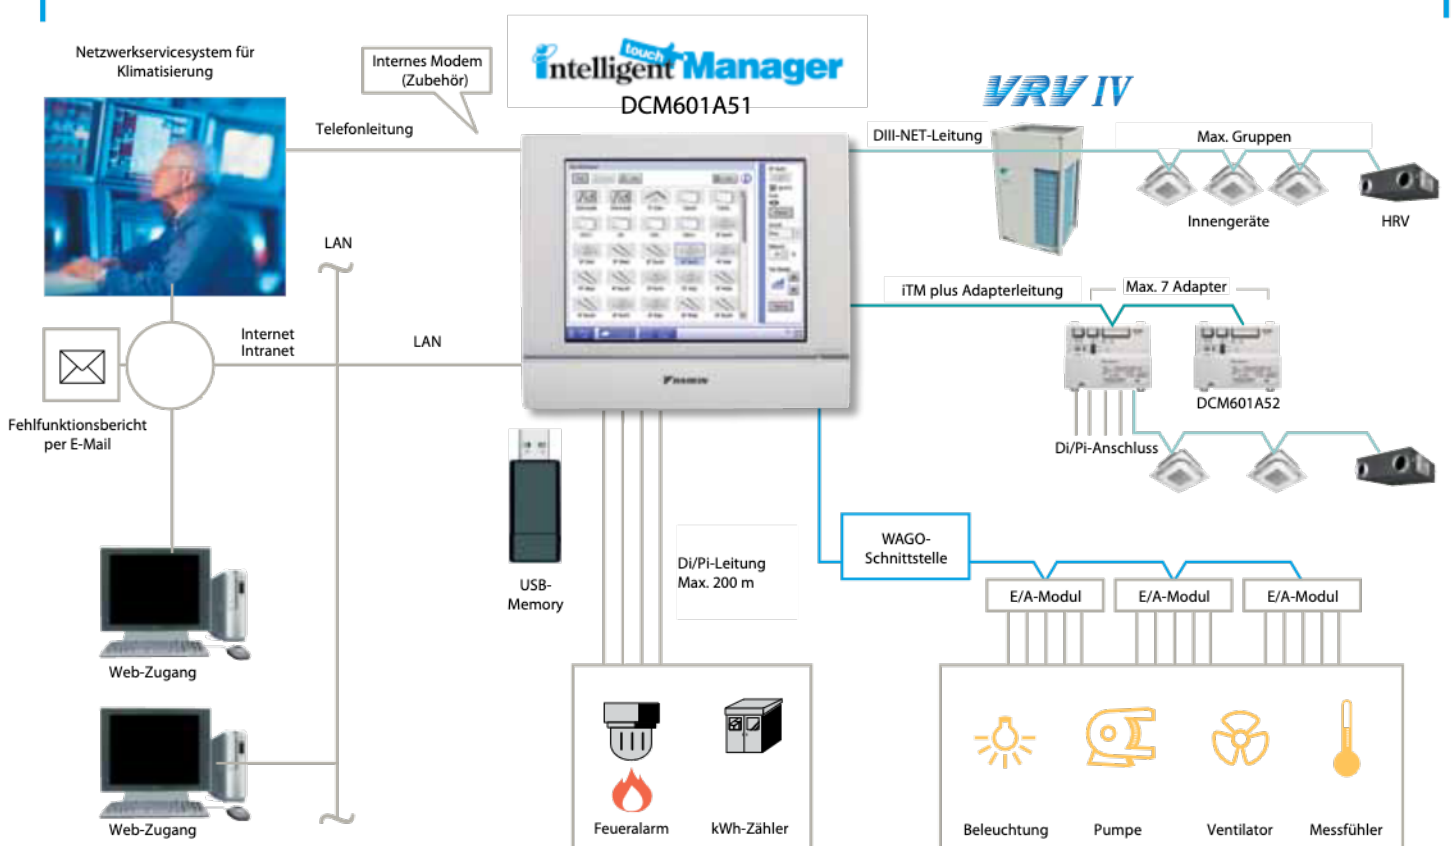 Netzwerkservicesystem für
Klimatisierung
Internes Modem
(Zubehör)
Telefonleitung
touch
intelligent Manager
DCM601A51
VRV IV
DIII-NET-Leitung
Max. Gruppen
Innengeräte
HRV
LAN
iTM plus Adapterleitung
Max. 7 Adapter
DCM601A52
Di/Pi-Anschluss
Internet
Intranet
LAN
DAIKIN
Fehlfunktionsbericht
per E-Mail
USB-
Memory
Di/Pi-Leitung
Max. 200 m
WAGO-
Schnittstelle
E/A-Modul
E/A-Modul
E/A-Modul
Web-Zugang
Web-Zugang
Feueralarm
kWh-Zähler
Beleuchtung
Pumpe
Ventilator
Messfühler